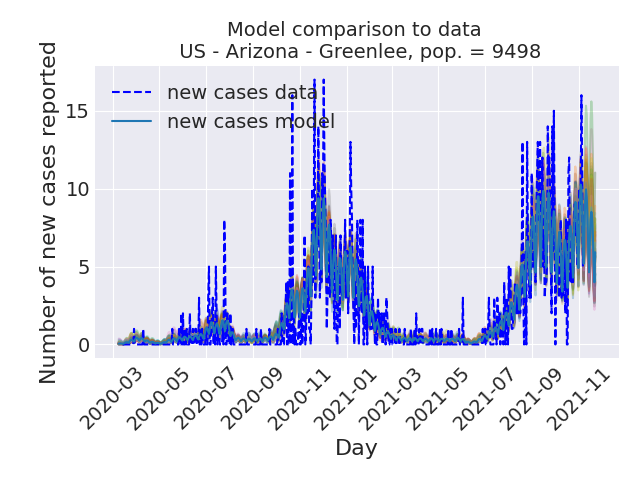 Model comparison to data
US - Arizona - Greenlee, pop. = 9498
Number of new cases reported
new cases data
new cases model
15
10
5
0
2020-03
2020-05
2020-07
2020-09
2020-11
2021-01
2021-03
2021-05
2021-07
2021-09
2021-11
Day